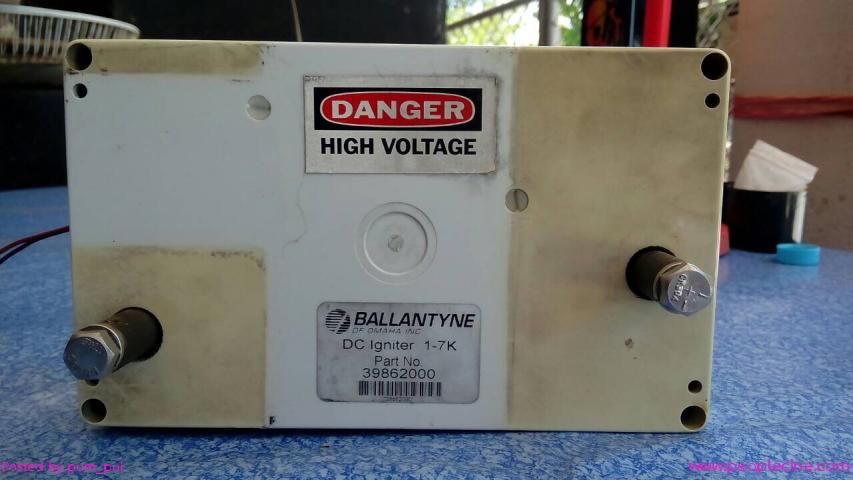 DANGER
HIGH VOLTAGE
BALLANTYNE
OF OMAHA INC
DC Igniter 1-7K
Part No.
39862000
Posted by pum_pui
www.peoplecine.com